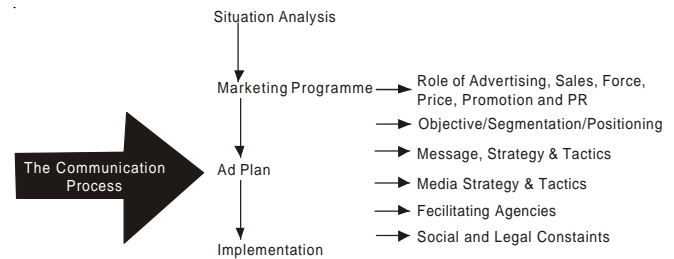 Situation Analysis
Marketing Programme
Role of Advertising, Sales, Force,
Price, Promotion and PR
Objective/Segmentation/Positioning
Message, Strategy & Tactics
The Communication
Process
Ad Plan
Media Strategy & Tactics
Fecilitating Agencies
Social and Legal Constaints
Implementation